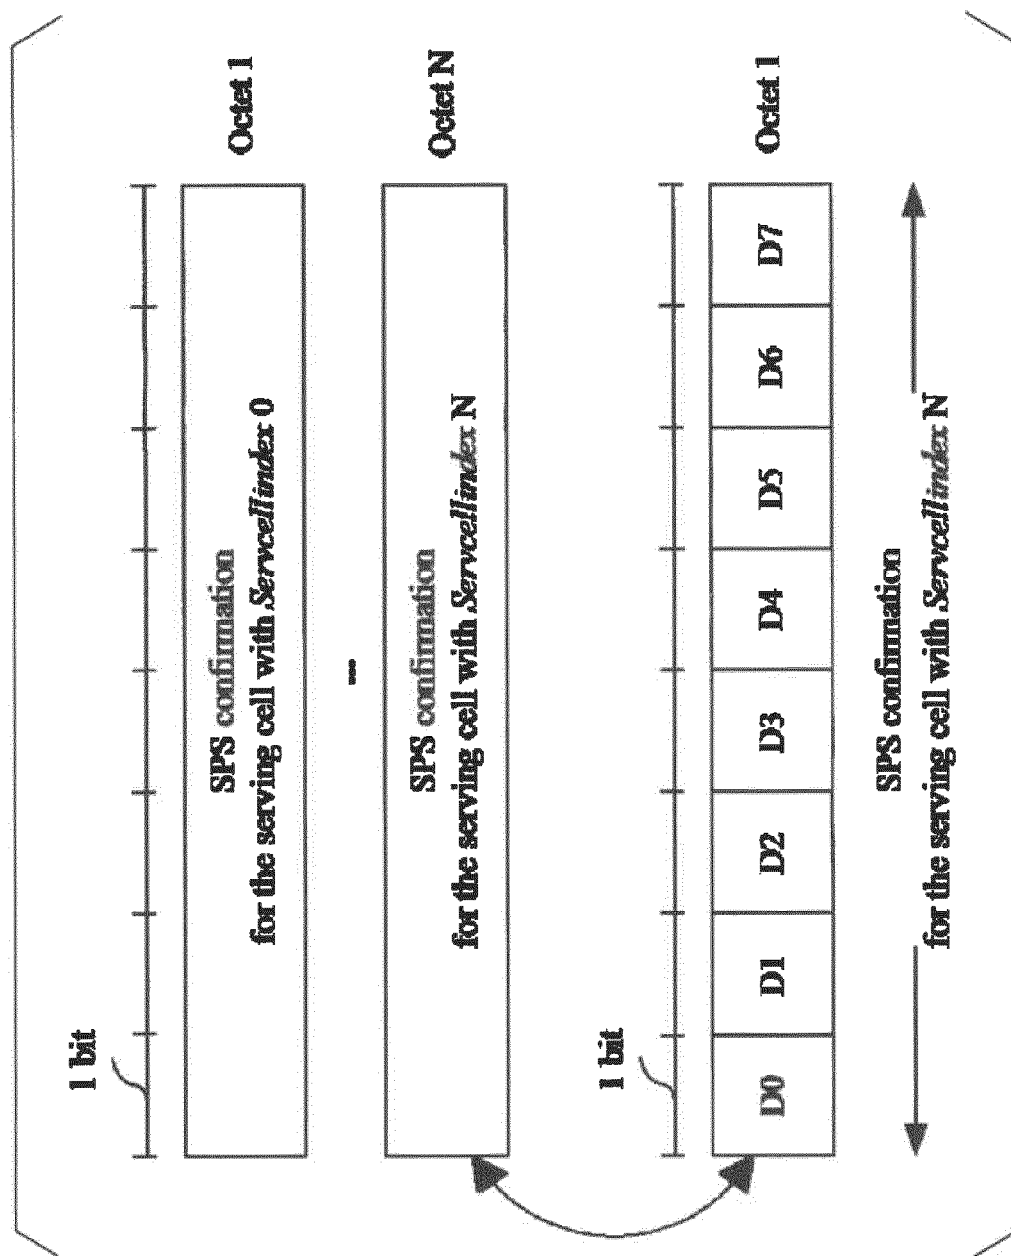 1 bit
SPS confirmation
for the serving cell with Servcellindex 0
Octet 1
...
SPS confirmation
for the serving cell with Servcellindex N
Octet N
1 bit
D0 D1 D2 D3 D4 D5 D6 D7
Octet 1
SPS confirmation
for the serving cell with Servcellindex N